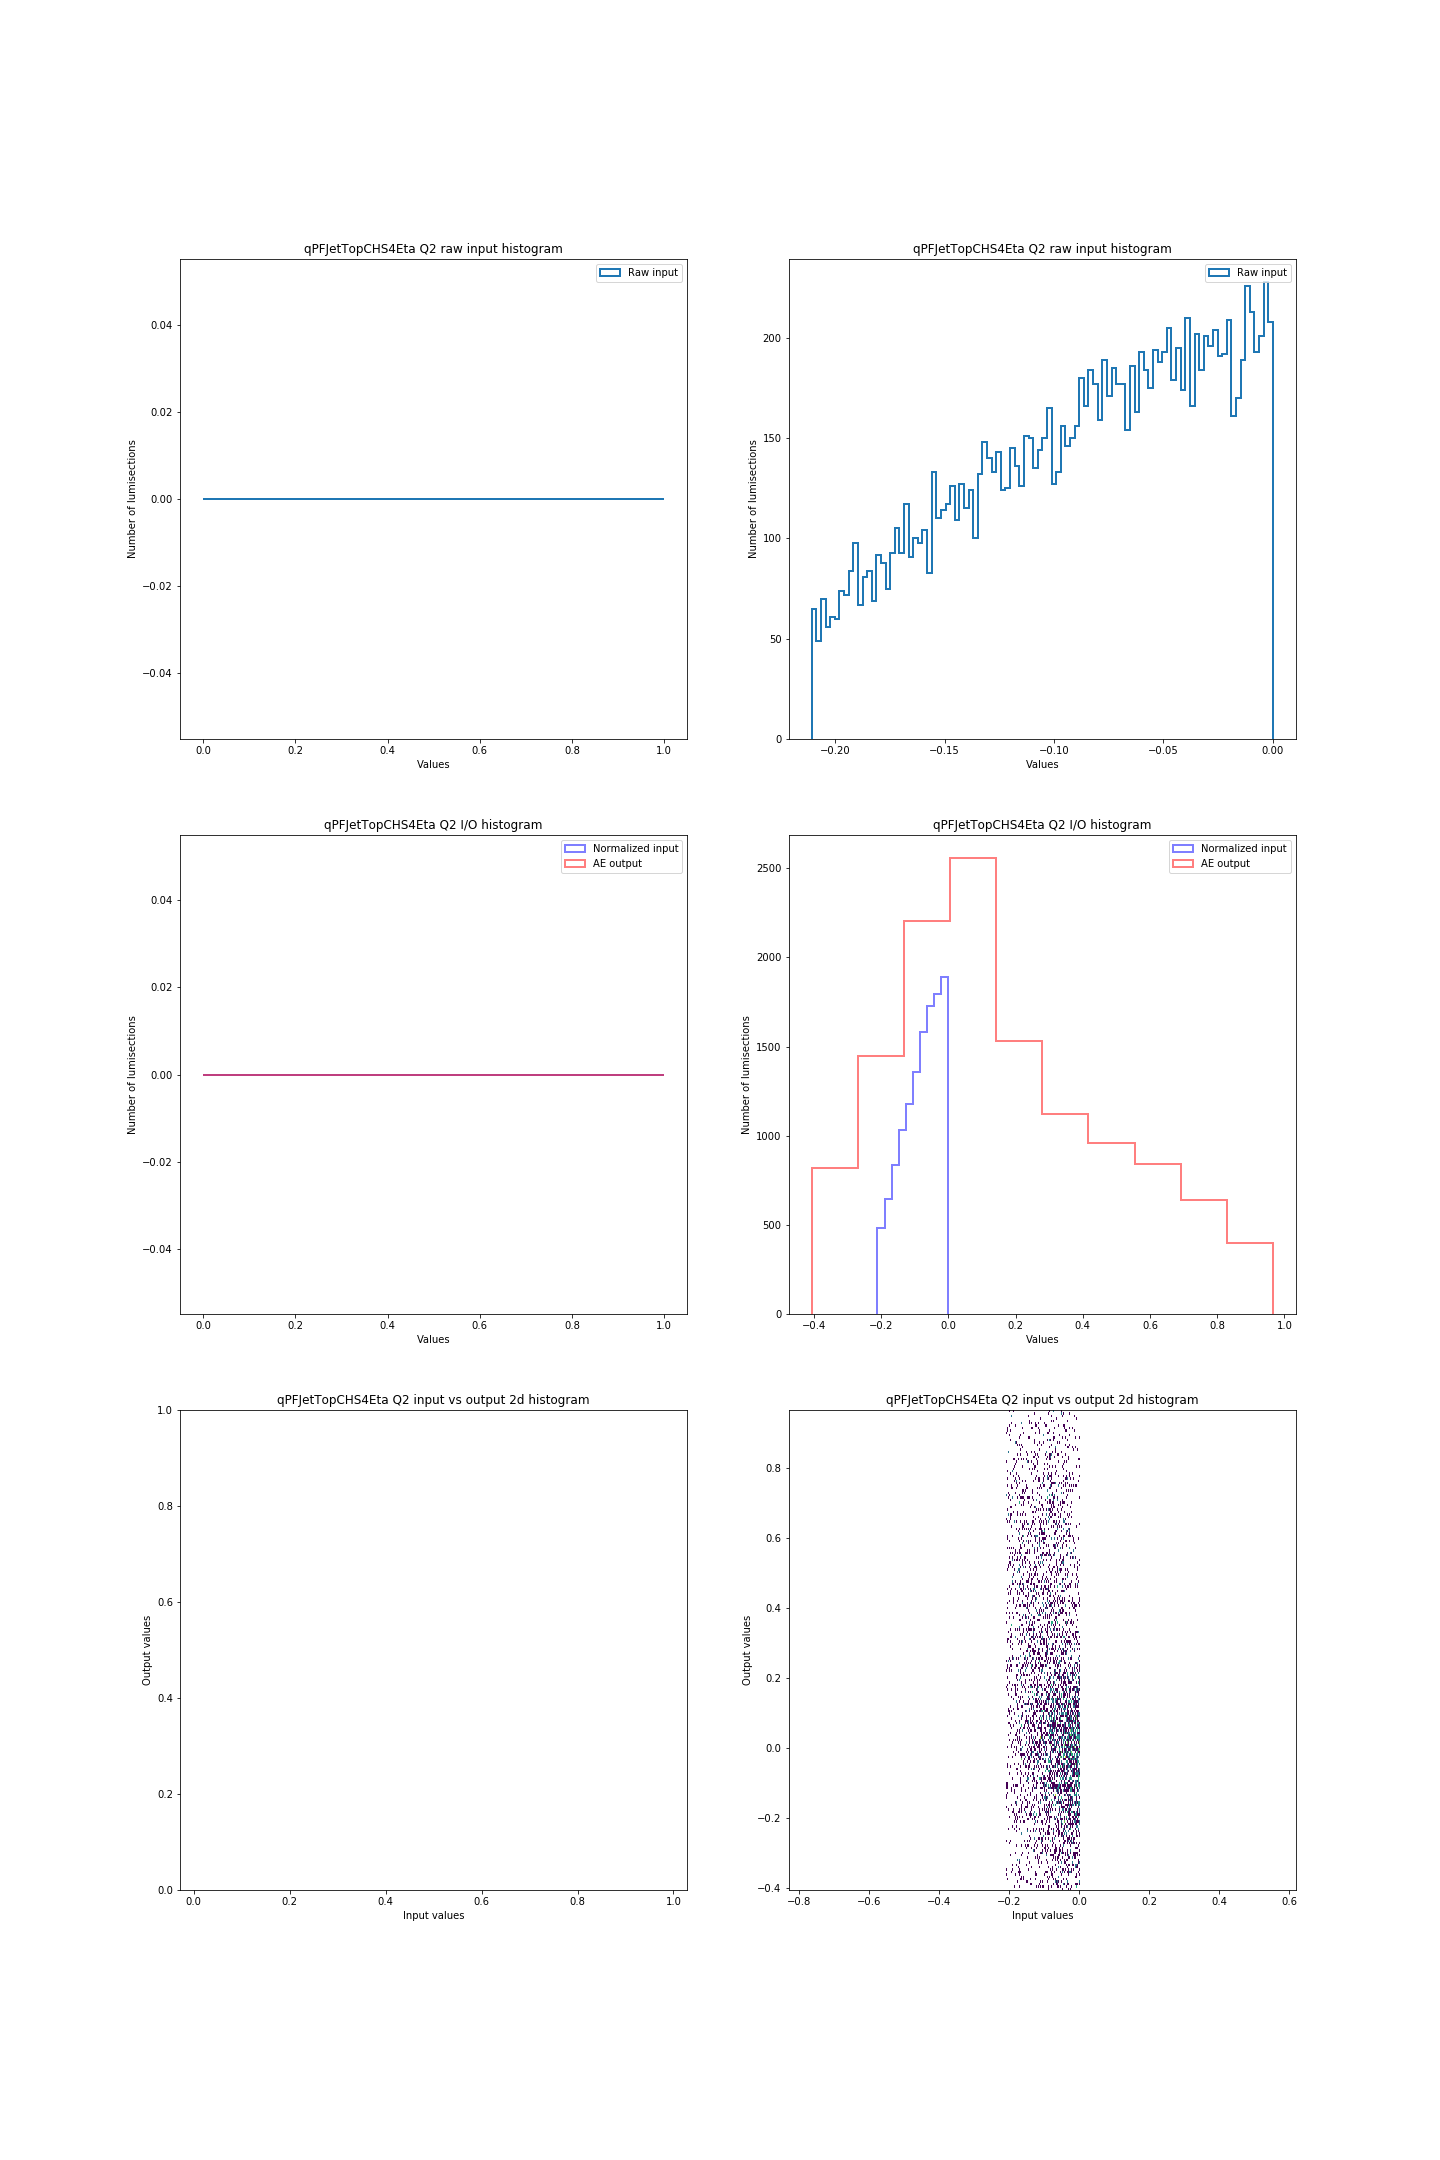 qPFJetTopCHS4Eta Q2 raw input histogram
Raw input
0.04
0.02
0.00
−0.02
−0.04
Number of lumisections
0.0 0.2 0.4 0.6 0.8 1.0
Values
qPFJetTopCHS4Eta Q2 raw input histogram
Raw input
200
150
100
50
0
Number of lumisections
−0.20 −0.15 −0.10 −0.05 0.00
Values
qPFJetTopCHS4Eta Q2 I/O histogram
Normalized input
AE output
0.04
0.02
0.00
−0.02
−0.04
Number of lumisections
0.0 0.2 0.4 0.6 0.8 1.0
Values
qPFJetTopCHS4Eta Q2 I/O histogram
Normalized input
AE output
2500
2000
1500
1000
500
0
Number of lumisections
−0.4 −0.2 0.0 0.2 0.4 0.6 0.8 1.0
Values
qPFJetTopCHS4Eta Q2 input vs output 2d histogram
1.0
0.8
0.6
0.4
0.2
0.0
Output values
0.0 0.2 0.4 0.6 0.8 1.0
Input values
qPFJetTopCHS4Eta Q2 input vs output 2d histogram
0.8
0.6
0.4
0.2
0.0
−0.2
−0.4
Output values
−0.8 −0.6 −0.4 −0.2 0.0 0.2 0.4 0.6
Input values